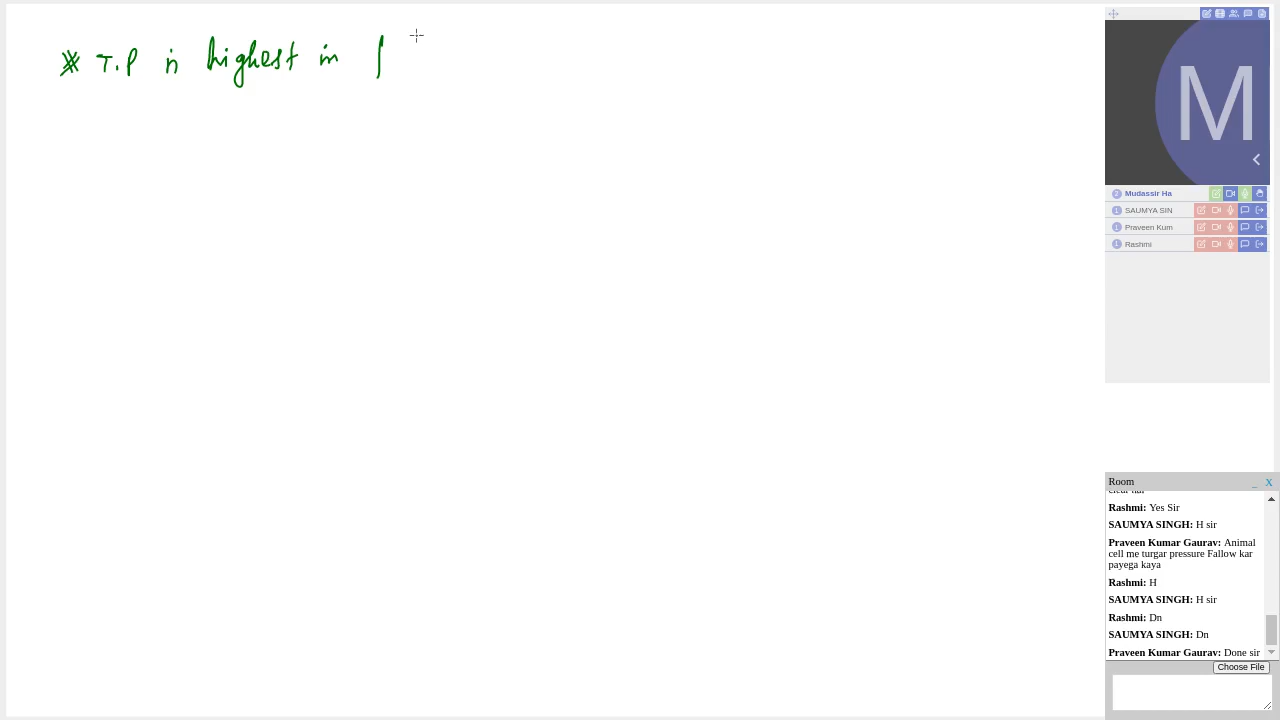 * T.P is highest in
M
Mudassir Ha
SAUMYA SIN
Praveen Kum
Rashmi
Room
_ X
Rashmi: Yes Sir
SAUMYA SINGH: H sir
Praveen Kumar Gaurav: Animal
cell me turgar pressure Fallow kar
payega kaya
Rashmi: H
SAUMYA SINGH: H sir
Rashmi: Dn
SAUMYA SINGH: Dn
Praveen Kumar Gaurav: Done sir
Choose File